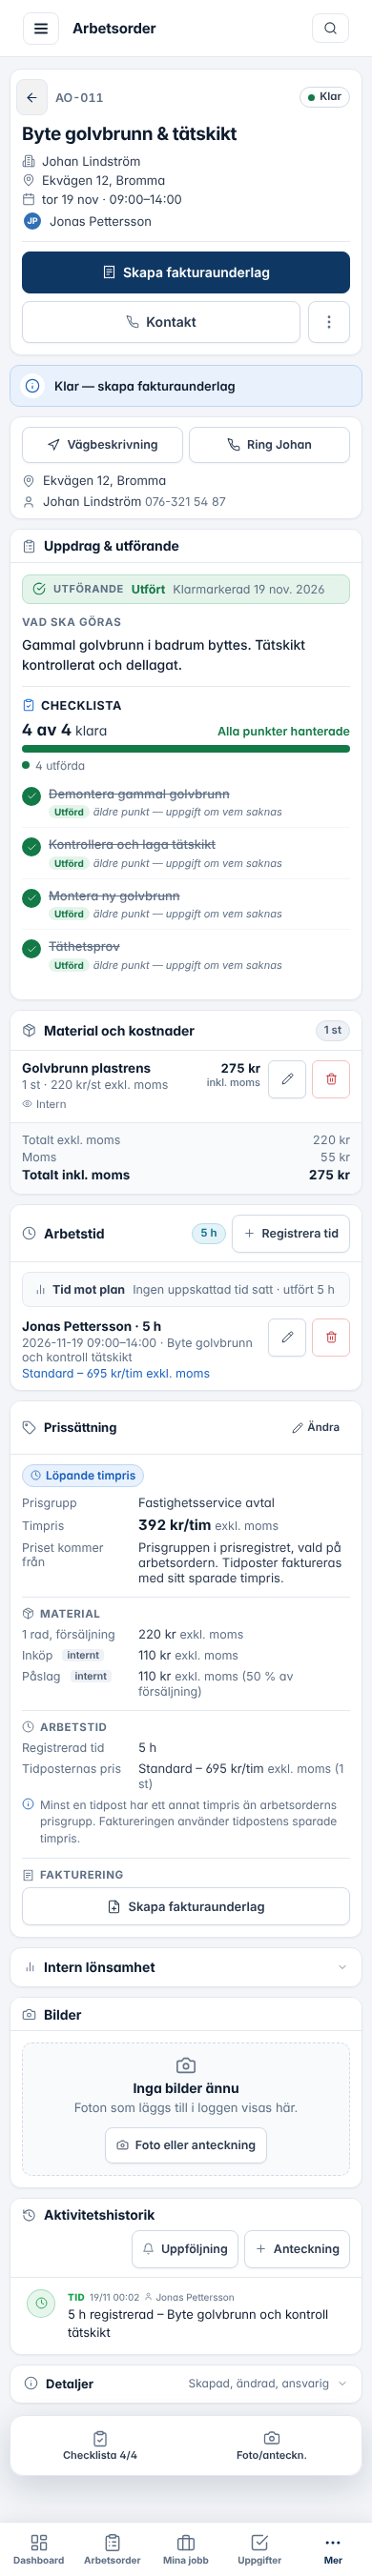 Arbetsorder
AO-011
Klar
Byte golvbrunn & tätskikt
Johan Lindström
Ekvägen 12, Bromma
tor 19 nov · 09:00–14:00
JP Jonas Pettersson
Skapa fakturaunderlag
Kontakt
Klar — skapa fakturaunderlag
Vägbeskrivning
Ring Johan
Ekvägen 12, Bromma
Johan Lindström 076-321 54 87
Uppdrag & utförande
UTFÖRANDE Utfört Klarmarkerad 19 nov. 2026
VAD SKA GÖRAS
Gammal golvbrunn i badrum byttes. Tätskikt
kontrollerat och dellagat.
CHECKLISTA
4 av 4 klara
Alla punkter hanterade
4 utförda
Demontera gammal golvbrunn
Utförd äldre punkt — uppgift om vem saknas
Kontrollera och laga tätskikt
Utförd äldre punkt — uppgift om vem saknas
Montera ny golvbrunn
Utförd äldre punkt — uppgift om vem saknas
Täthetsprov
Utförd äldre punkt — uppgift om vem saknas
Material och kostnader
1 st
Golvbrunn plastrens
275 kr
1 st · 220 kr/st exkl. moms
inkl. moms
Intern
Totalt exkl. moms
220 kr
Moms
55 kr
Totalt inkl. moms
275 kr
Arbetstid
5 h
Registrera tid
Tid mot plan Ingen uppskattad tid satt · utfört 5 h
Jonas Pettersson · 5 h
2026-11-19 09:00–14:00 · Byte golvbrunn
och kontroll tätskikt
Standard – 695 kr/tim exkl. moms
Prissättning
Ändra
Löpande timpris
Prisgrupp
Fastighetsservice avtal
Timpris
392 kr/tim exkl. moms
Priset kommer
från
Prisgruppen i prisregistret, vald på
arbetsordern. Tidposter faktureras
med sitt sparade timpris.
MATERIAL
1 rad, försäljning
220 kr exkl. moms
Inköp internt
110 kr exkl. moms
Påslag internt
110 kr exkl. moms (50 % av
försäljning)
ARBETSTID
Registrerad tid
5 h
Tidposternas pris
Standard – 695 kr/tim exkl. moms (1
st)
Minst en tidpost har ett annat timpris än arbetsorderns
prisgrupp. Faktureringen använder tidpostens sparade
timpris.
FAKTURERING
Skapa fakturaunderlag
Intern lönsamhet
Bilder
Inga bilder ännu
Foton som läggs till i loggen visas här.
Foto eller anteckning
Aktivitetshistorik
Uppföljning
Anteckning
TID 19/11 00:02 Jonas Pettersson
5 h registrerad – Byte golvbrunn och kontroll
tätskikt
Detaljer
Skapad, ändrad, ansvarig
Checklista 4/4
Foto/anteckn.
Dashboard
Arbetsorder
Mina jobb
Uppgifter
Mer